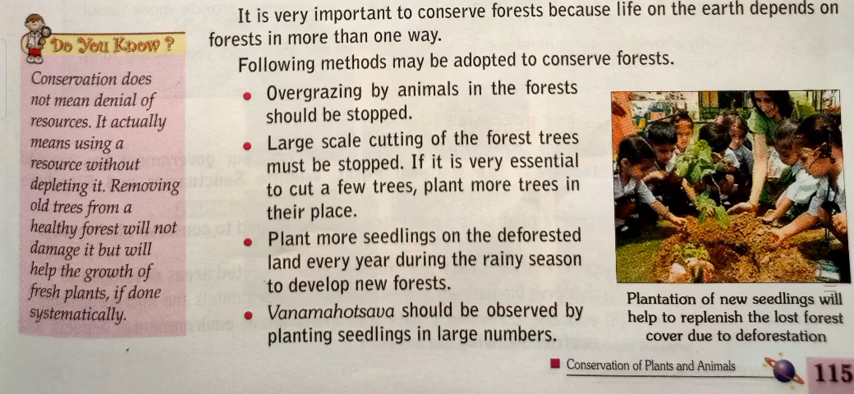 It is very important to conserve forests because life on the earth depends on
forests in more than one way.
Following methods may be adopted to conserve forests.
• Overgrazing by animals in the forests
should be stopped.
• Large scale cutting of the forest trees
must be stopped. If it is very essential
to cut a few trees, plant more trees in
their place.
• Plant more seedlings on the deforested
land every year during the rainy season
to develop new forests.
• Vanamahotsava should be observed by
planting seedlings in large numbers.
Do You Know ?
Conservation does
not mean denial of
resources. It actually
means using a
resource without
depleting it. Removing
old trees from a
healthy forest will not
damage it but will
help the growth of
fresh plants, if done
systematically.
Plantation of new seedlings will
help to replenish the lost forest
cover due to deforestation
Conservation of Plants and Animals
115